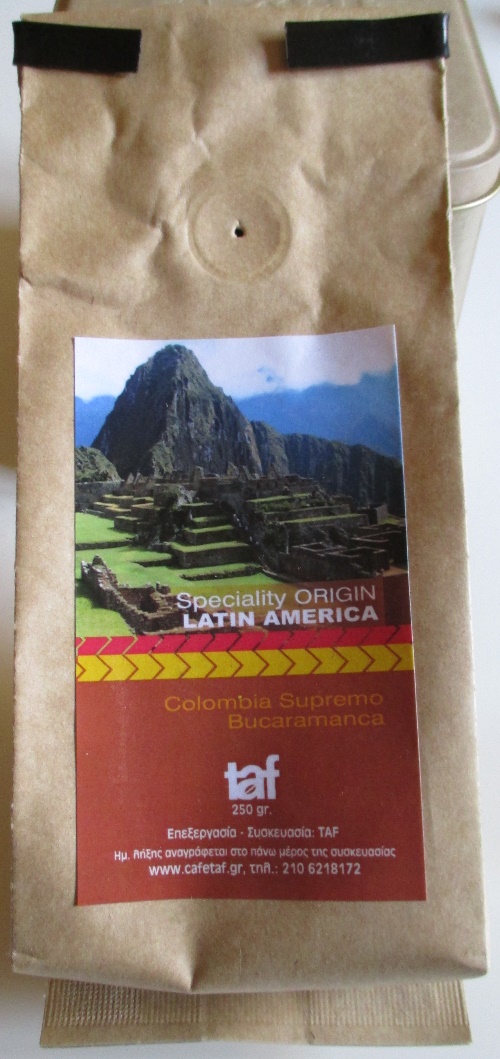 Speciality ORIGIN
LATIN AMERICA
Colombia Supremo
Bucaramanca
taf
250 gr.
Επεξεργασία - Συσκευασία: TAF
Ημ. λήξης αναγράφεται στο πάνω μέρος της συσκευασίας
www.cafetaf.gr, τηλ.: 210 6218172